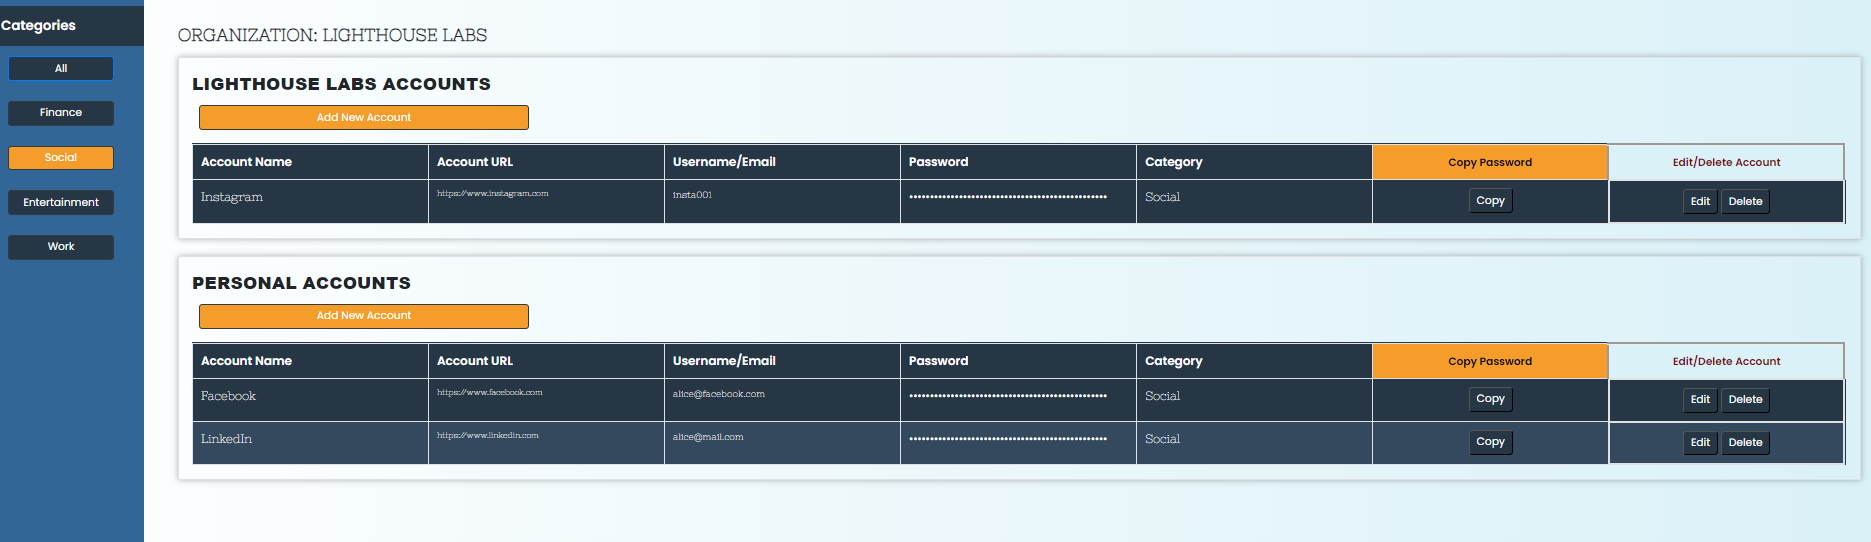 Categories
All
Finance
Social
Entertainment
Work
ORGANIZATION: LIGHTHOUSE LABS
LIGHTHOUSE LABS ACCOUNTS
Add New Account
Account Name Account URL Username/Email Password Category Copy Password Edit/Delete Account
Instagram https://www.instagram.com insta001 •••••••••••••••••••••••••••••••••••••••••••••••• Social Copy Edit Delete
PERSONAL ACCOUNTS
Add New Account
Account Name Account URL Username/Email Password Category Copy Password Edit/Delete Account
Facebook https://www.facebook.com alice@facebook.com •••••••••••••••••••••••••••••••••••••••••••••••• Social Copy Edit Delete
LinkedIn https://www.linkedin.com alice@mail.com •••••••••••••••••••••••••••••••••••••••••••••••• Social Copy Edit Delete